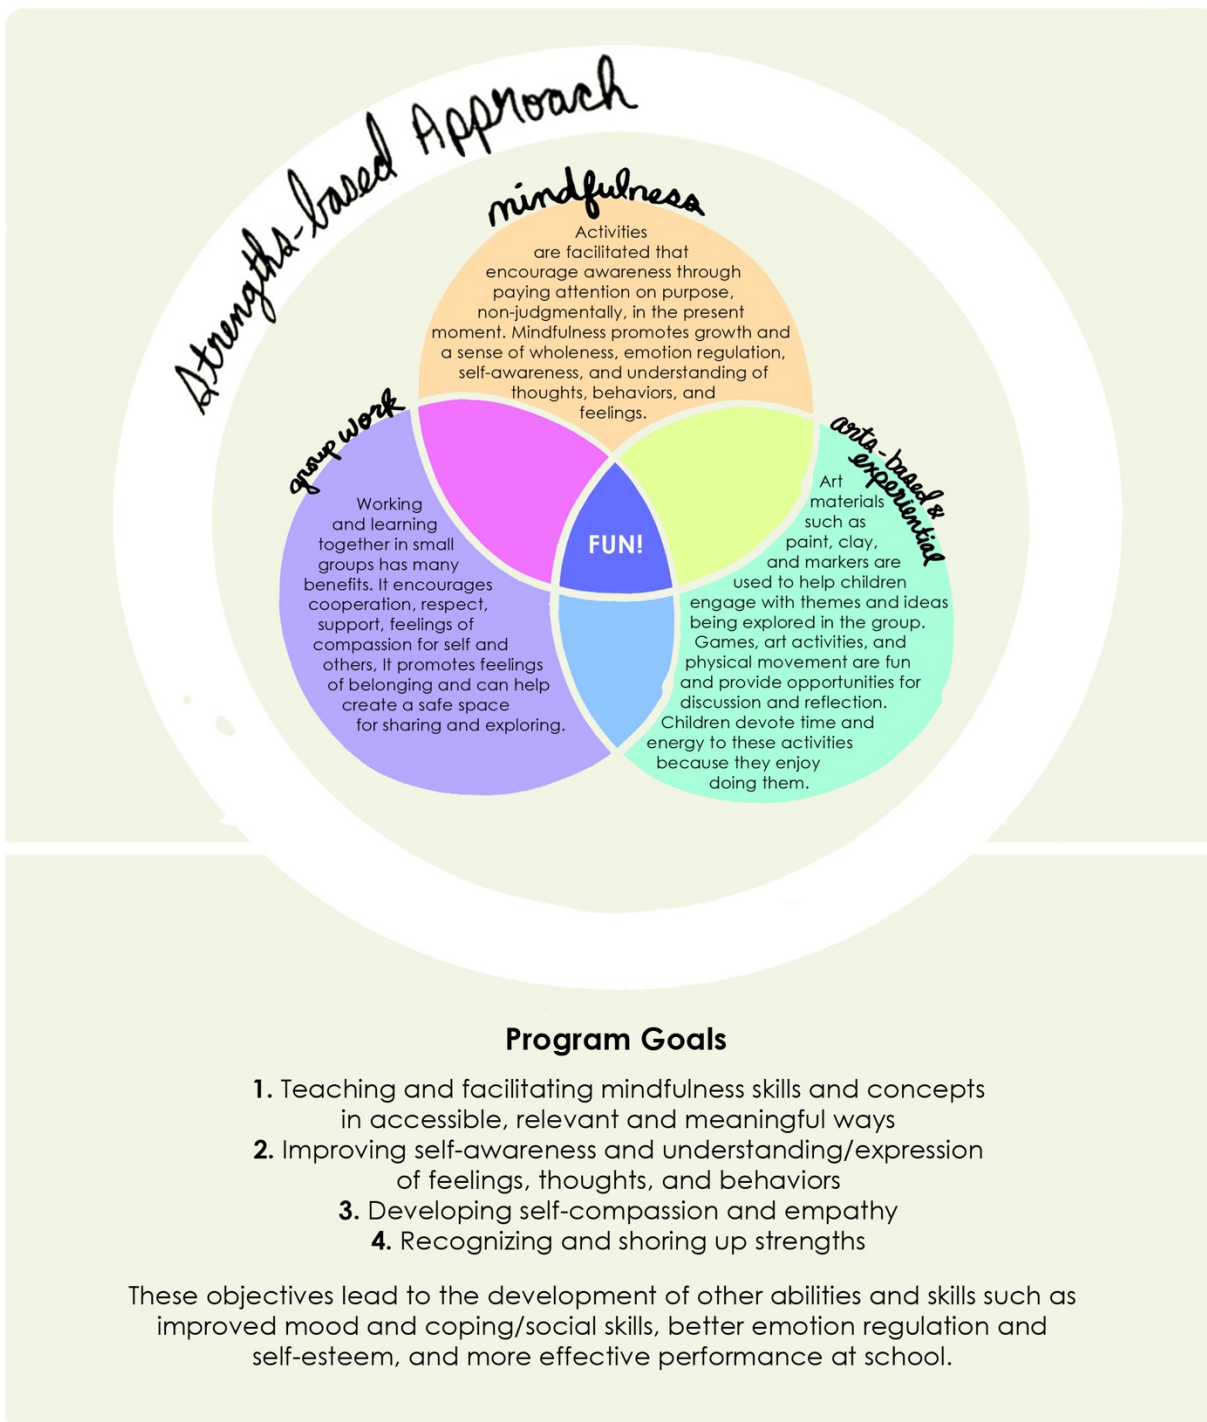 Strengths-based Approach
mindfulness
Activities
are facilitated that
encourage awareness through
paying attention on purpose,
non-judgmentally, in the present
moment. Mindfulness promotes growth and
a sense of wholeness, emotion regulation,
self-awareness, and understanding of
thoughts, behaviors, and
feelings.
group work
Working
and learning
together in small
groups has many
benefits. It encourages
cooperation, respect,
support, feelings of
compassion for self and
others, It promotes feelings
of belonging and can help
create a safe space
for sharing and exploring.
FUN!
arts-based &
experiential
Art
materials
such as
paint, clay,
and markers are
used to help children
engage with themes and ideas
being explored in the group.
Games, art activities, and
physical movement are fun
and provide opportunities for
discussion and reflection.
Children devote time and
energy to these activities
because they enjoy
doing them.
Program Goals
1. Teaching and facilitating mindfulness skills and concepts
in accessible, relevant and meaningful ways
2. Improving self-awareness and understanding/expression
of feelings, thoughts, and behaviors
3. Developing self-compassion and empathy
4. Recognizing and shoring up strengths
These objectives lead to the development of other abilities and skills such as
improved mood and coping/social skills, better emotion regulation and
self-esteem, and more effective performance at school.